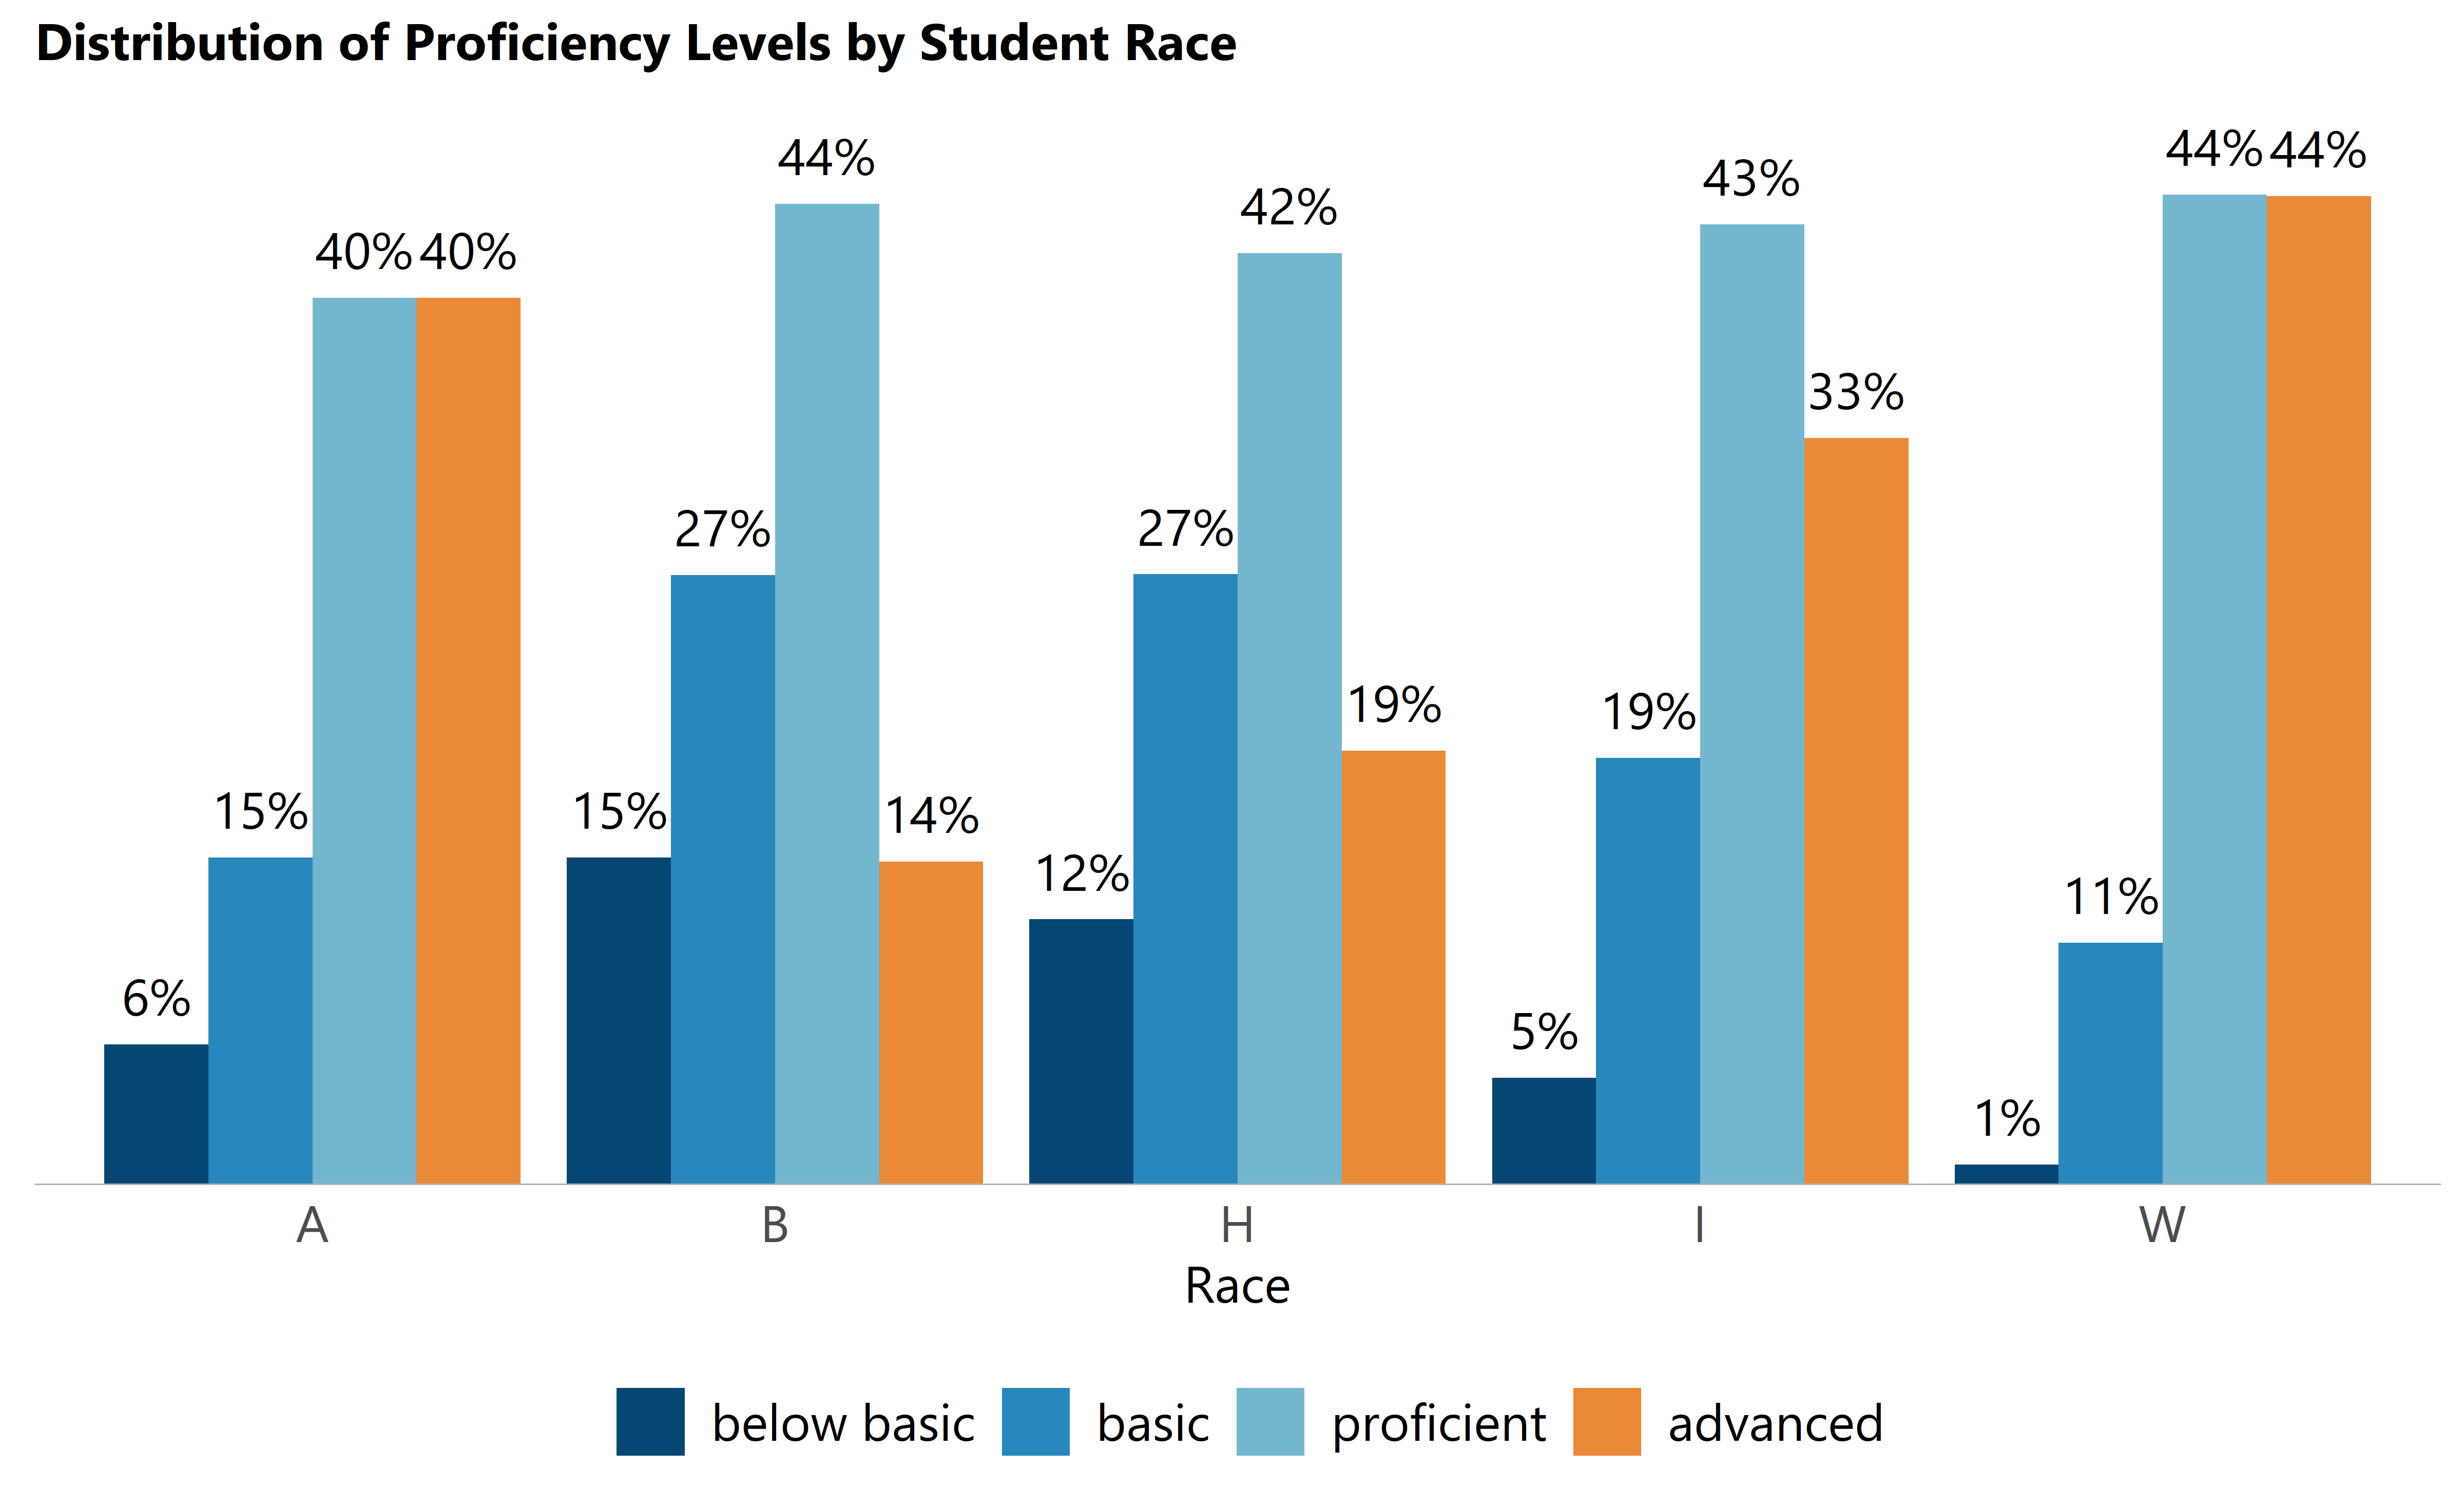 Distribution of Proficiency Levels by Student Race
6% 15% 40% 40%
15% 27% 44% 14%
12% 27% 42% 19%
5% 19% 43% 33%
1% 11% 44% 44%
A B H I W
Race
below basic basic proficient advanced